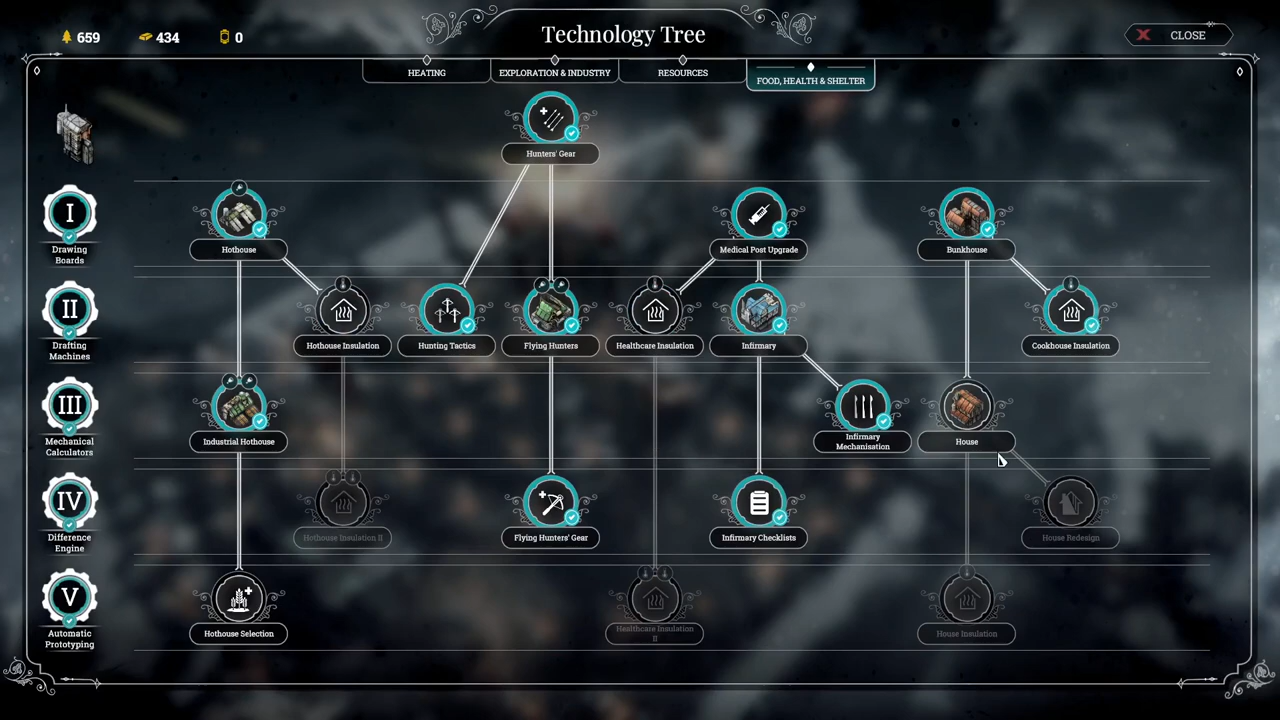 659
434
0
Technology Tree
CLOSE
HEATING
EXPLORATION & INDUSTRY
RESOURCES
FOOD, HEALTH & SHELTER
Hunters' Gear
I
Drawing
Boards
Hothouse
Medical Post Upgrade
Bunkhouse
II
Drafting
Machines
Hothouse Insulation
Hunting Tactics
Flying Hunters
Healthcare Insulation
Infirmary
Cookhouse Insulation
III
Mechanical
Calculators
Industrial Hothouse
Infirmary
Mechanisation
House
IV
Difference
Engine
Hothouse Insulation II
Flying Hunters' Gear
Infirmary Checklists
House Redesign
V
Automatic
Prototyping
Hothouse Selection
Healthcare Insulation
II
House Insulation